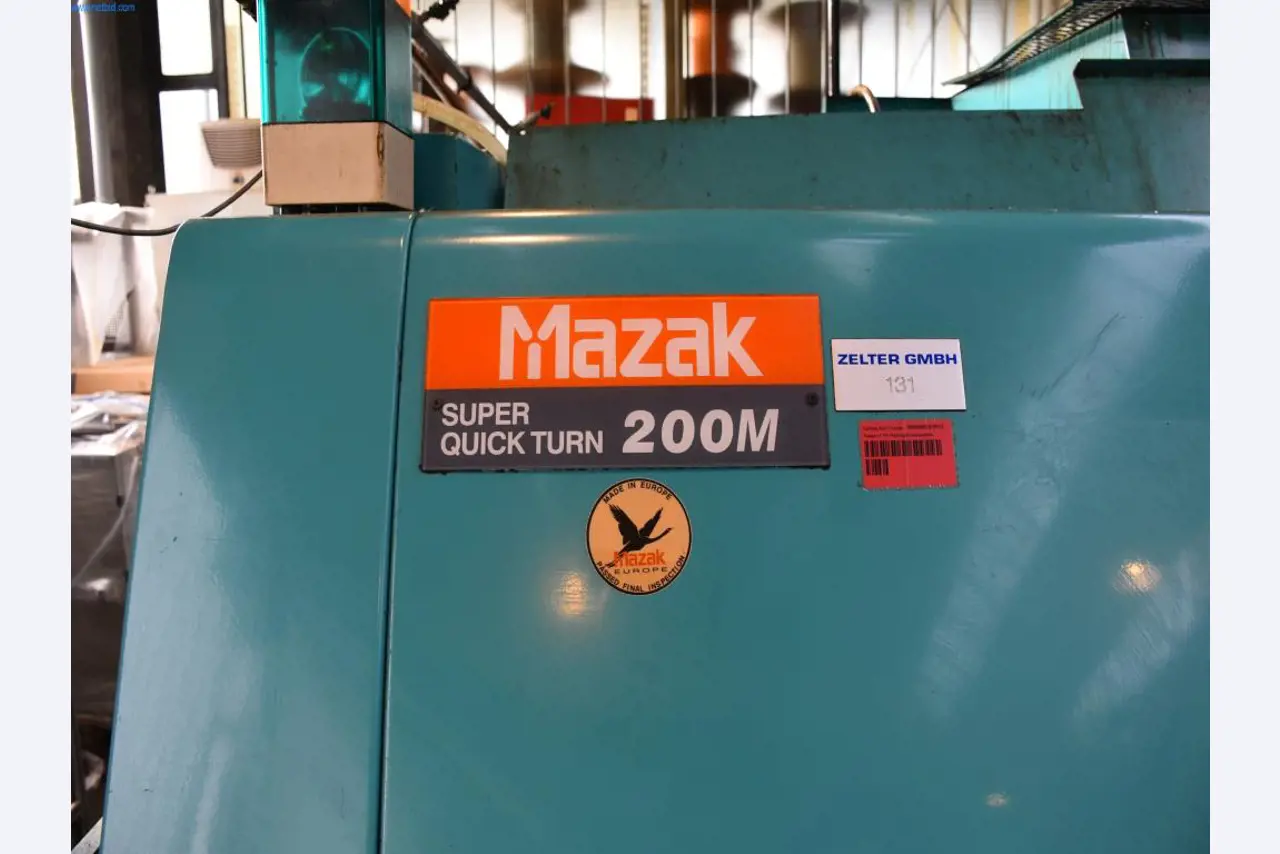 Mazak
SUPER
QUICK TURN 200M
ZELTER GMBH
131
MADE IN EUROPE
Mazak
EUROPE
PASSED FINAL INSPECTION